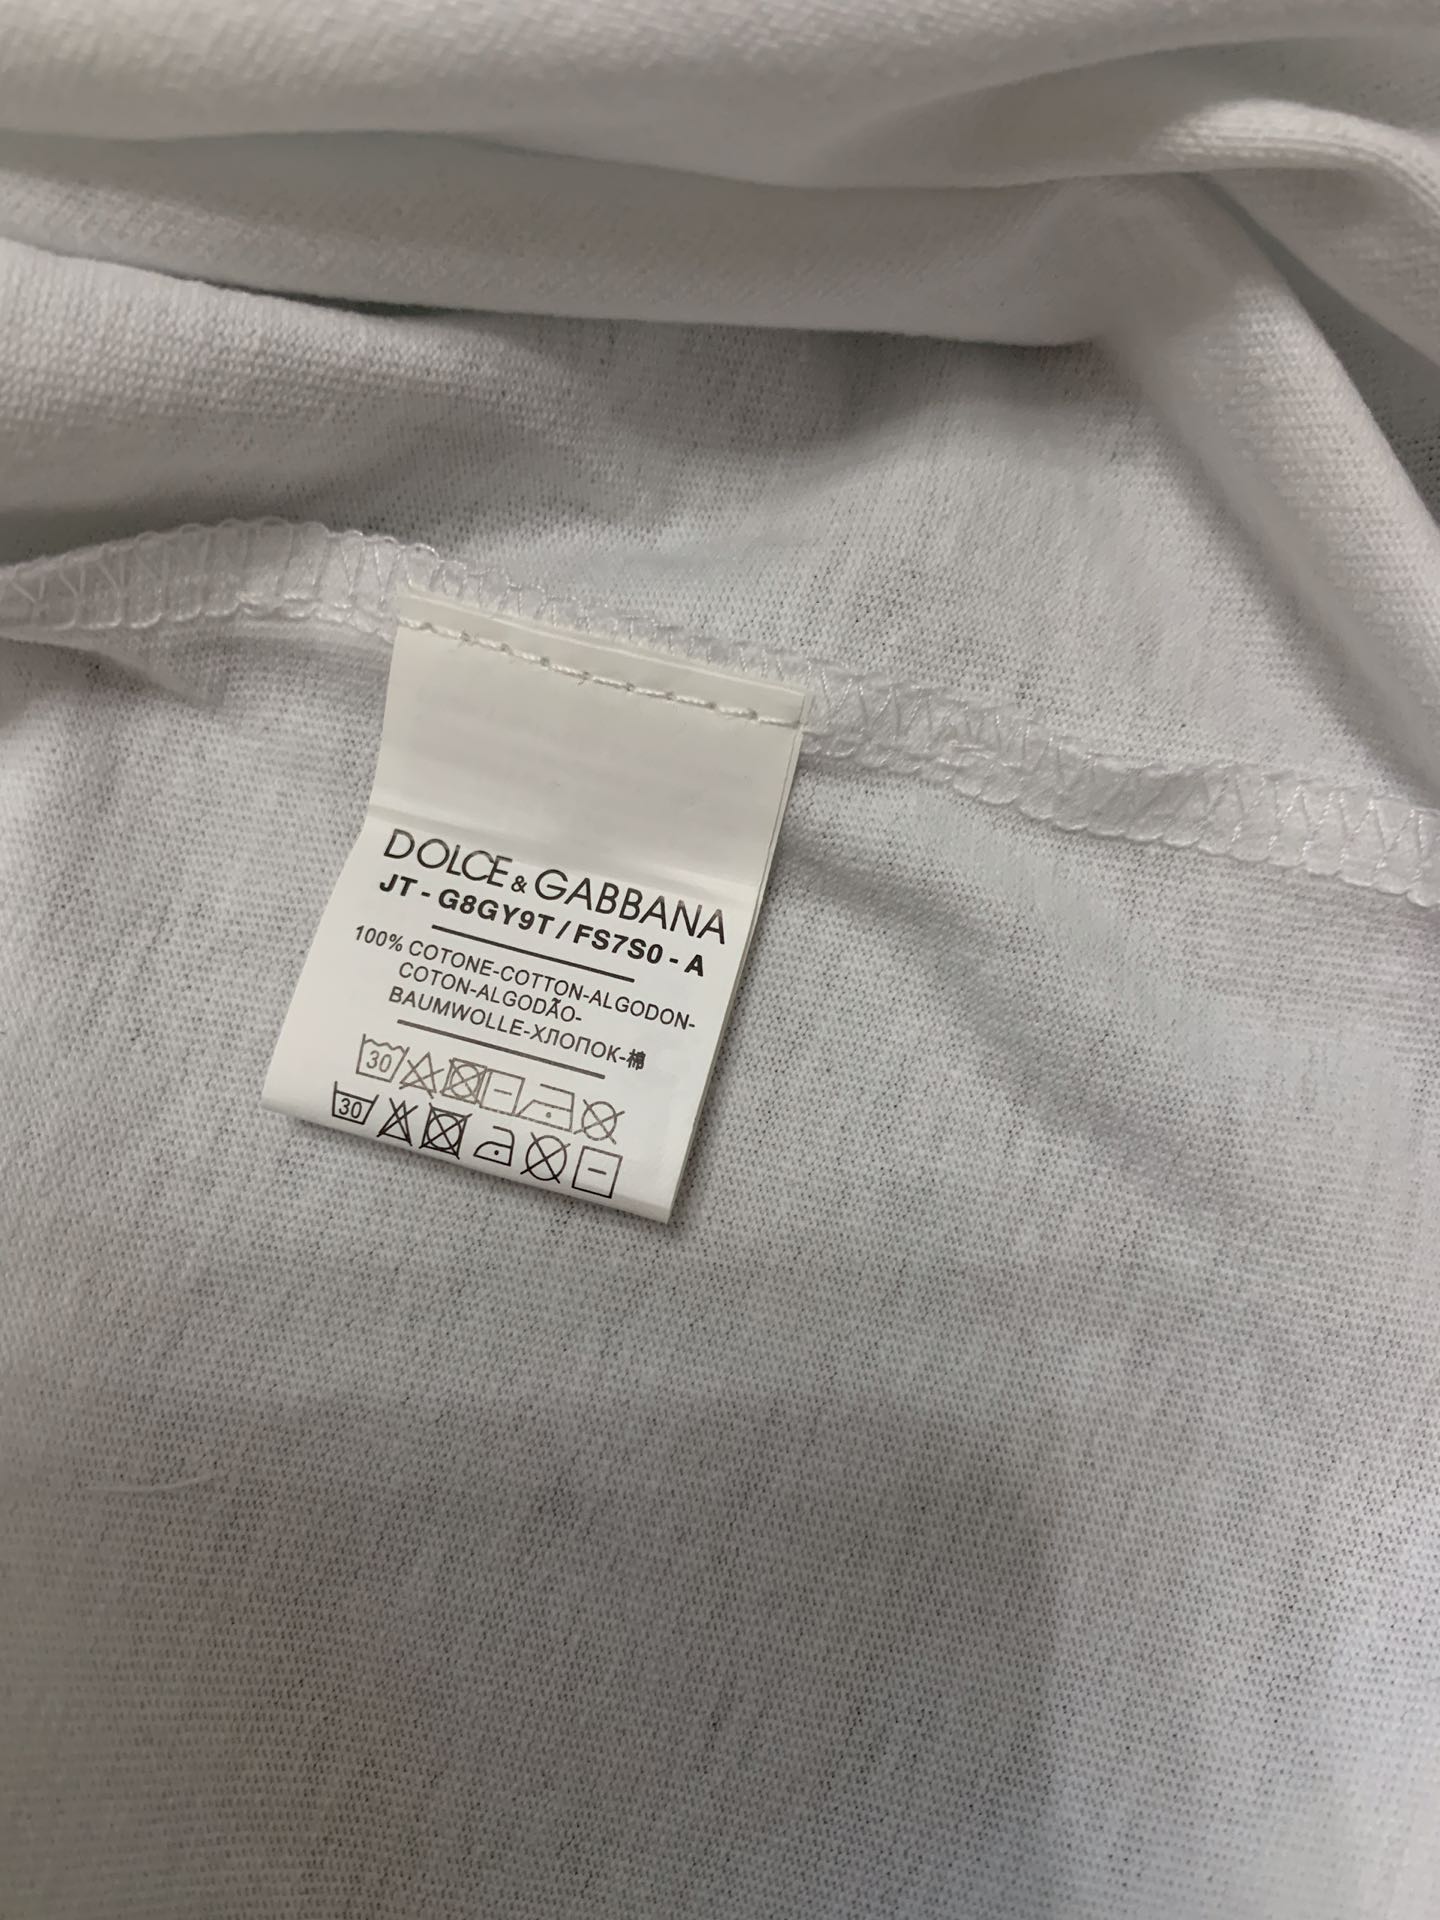 DOLCE & GABBANA
JT - G8GY9T / FS7S0 - A
100% COTONE-COTTON-ALGODON-
COTON-ALGODÃO-
BAUMWOLLE-ХЛОПОК-棉
30
30